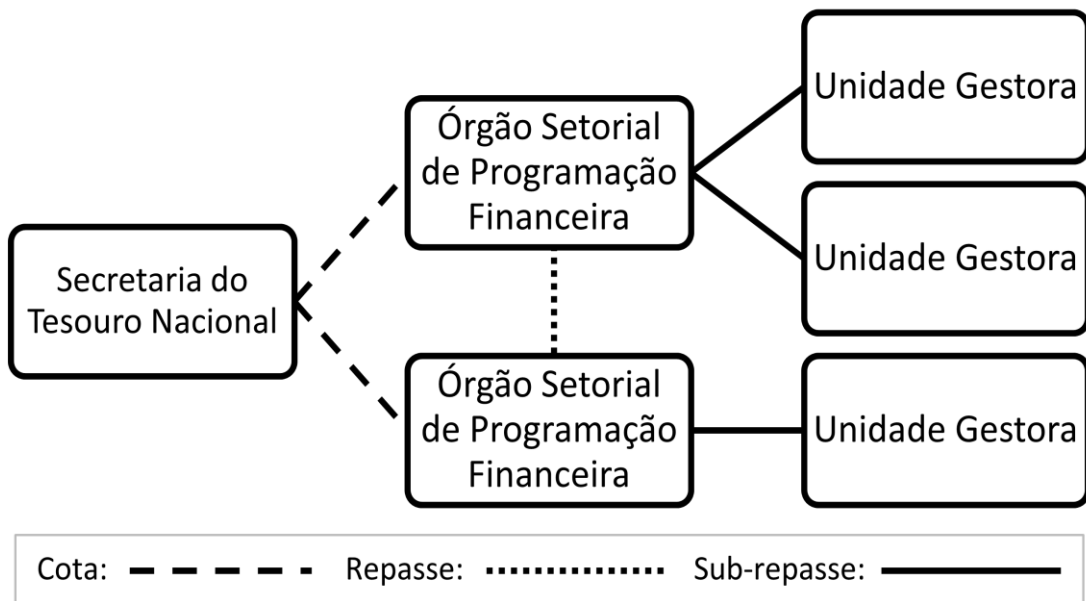 Secretaria do
Tesouro Nacional
Órgão Setorial
de Programação
Financeira
Órgão Setorial
de Programação
Financeira
Unidade Gestora
Unidade Gestora
Unidade Gestora
Cota: Repasse: Sub-repasse: